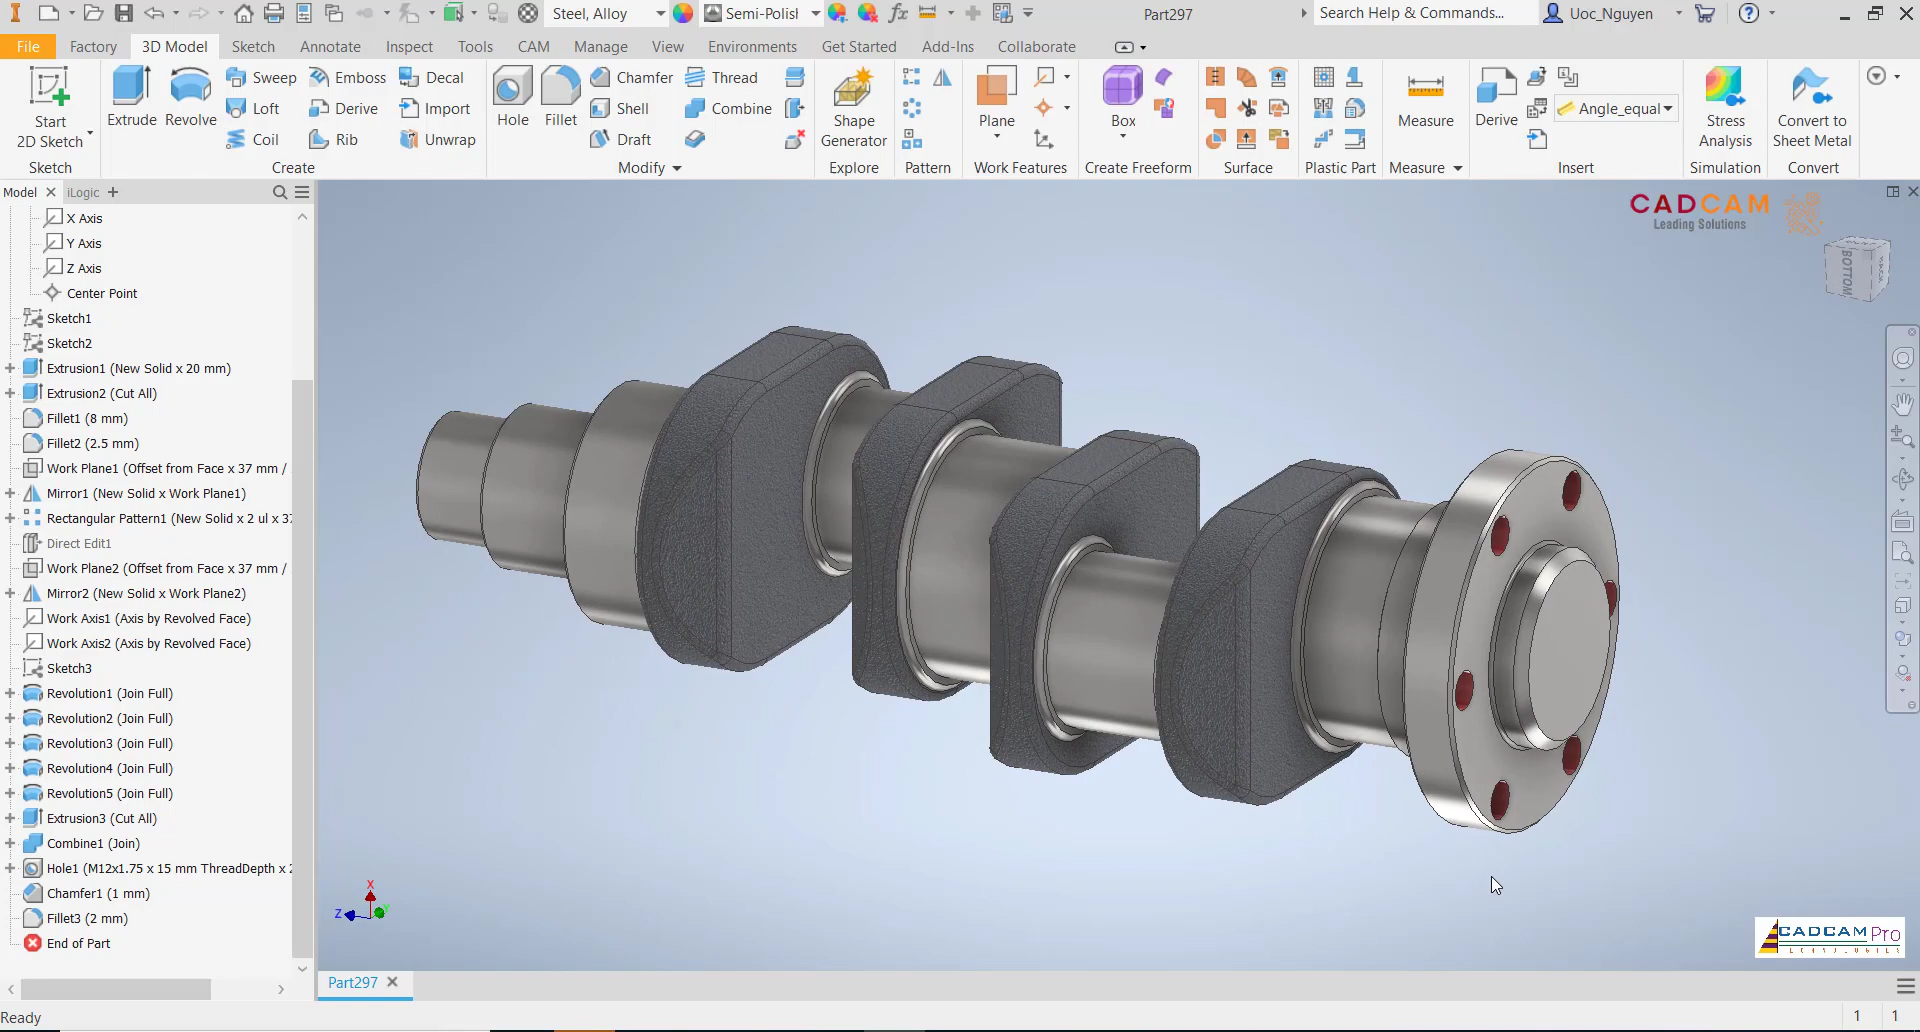 Steel, Alloy
Semi-Polisl
Part297
Search Help & Commands...
Uoc_Nguyen
File
Factory
3D Model
Sketch
Annotate
Inspect
Tools
CAM
Manage
View
Environments
Get Started
Add-Ins
Collaborate
Start
2D Sketch
Extrude
Revolve
Sweep
Emboss
Decal
Loft
Derive
Import
Coil
Rib
Unwrap
Hole
Fillet
Chamfer
Thread
Shell
Combine
Draft
Shape
Generator
Plane
Box
Measure
Derive
Angle_equal
Stress
Analysis
Convert to
Sheet Metal
Sketch
Create
Modify
Explore
Pattern
Work Features
Create Freeform
Surface
Plastic Part
Measure
Insert
Simulation
Convert
Model
iLogic
X Axis
Y Axis
Z Axis
Center Point
Sketch1
Sketch2
Extrusion1 (New Solid x 20 mm)
Extrusion2 (Cut All)
Fillet1 (8 mm)
Fillet2 (2.5 mm)
Work Plane1 (Offset from Face x 37 mm /
Mirror1 (New Solid x Work Plane1)
Rectangular Pattern1 (New Solid x 2 ul x 37
Direct Edit1
Work Plane2 (Offset from Face x 37 mm /
Mirror2 (New Solid x Work Plane2)
Work Axis1 (Axis by Revolved Face)
Work Axis2 (Axis by Revolved Face)
Sketch3
Revolution1 (Join Full)
Revolution2 (Join Full)
Revolution3 (Join Full)
Revolution4 (Join Full)
Revolution5 (Join Full)
Extrusion3 (Cut All)
Combine1 (Join)
Hole1 (M12x1.75 x 15 mm ThreadDepth x 2
Chamfer1 (1 mm)
Fillet3 (2 mm)
End of Part
CADCAM
Leading Solutions
BOTTOM
X
Z
Y
CADCAM Pro
Part297
Ready
1
1